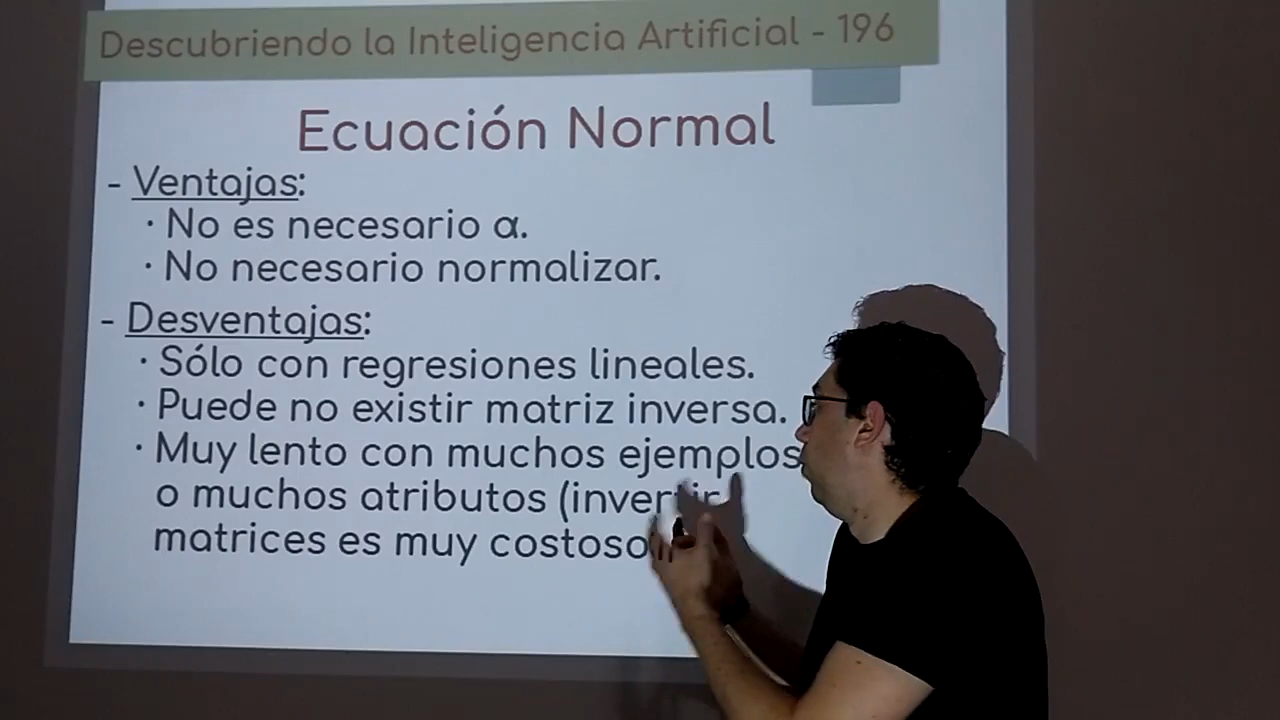 Descubriendo la Inteligencia Artificial - 196
Ecuación Normal
- Ventajas:
· No es necesario α.
· No necesario normalizar.
- Desventajas:
· Sólo con regresiones lineales.
· Puede no existir matriz inversa.
· Muy lento con muchos ejemplos
o muchos atributos (invertir
matrices es muy costoso